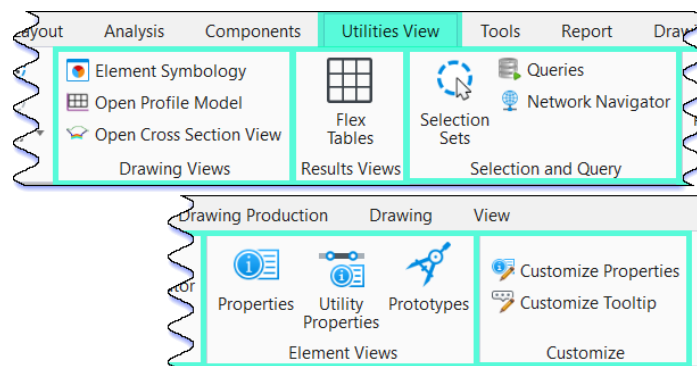 Layout Analysis Components Utilities View Tools Report Draw
Element Symbology
Open Profile Model
Open Cross Section View
Drawing Views
Flex
Tables
Results Views
Selection
Sets
Queries
Network Navigator
Selection and Query
Drawing Production Drawing View
Properties
Utility
Properties
Prototypes
Element Views
Customize Properties
Customize Tooltip
Customize